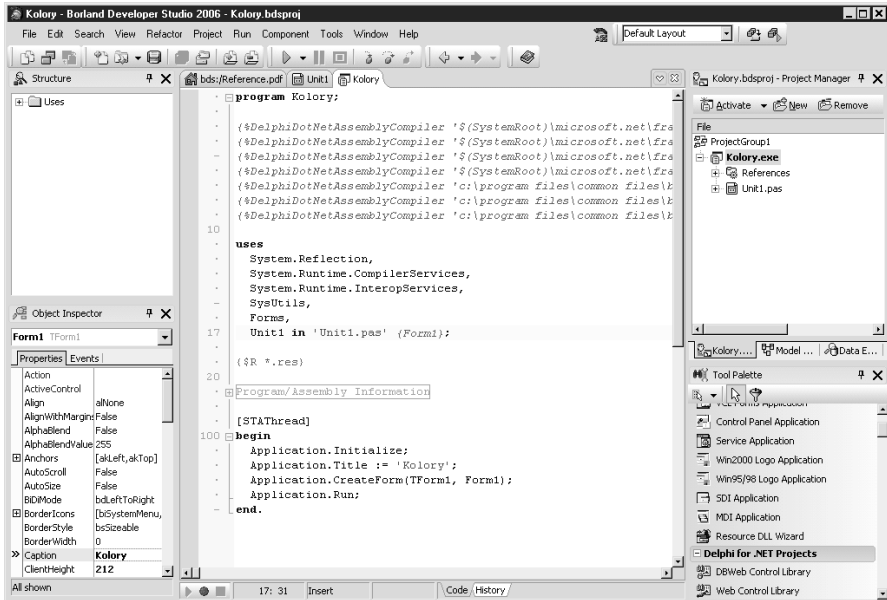 Kolory - Borland Developer Studio 2006 - Kolory.bdsproj
File Edit Search View Refactor Project Run Component Tools Window Help
Default Layout
Structure
Uses
Object Inspector
Form1 TForm1
Properties Events
Action
ActiveControl
Align alNone
AlignWithMargins False
AlphaBlend False
AlphaBlendValue 255
Anchors [akLeft,akTop]
AutoScroll False
AutoSize False
BiDiMode bdLeftToRight
BorderIcons [biSystemMenu,
BorderStyle bsSizeable
BorderWidth 0
Caption Kolory
ClientHeight 212
All shown
bds:/Reference.pdf Unit1 Kolory
program Kolory;
{%DelphiDotNetAssemblyCompiler '$(SystemRoot)\microsoft.net\fra
{%DelphiDotNetAssemblyCompiler '$(SystemRoot)\microsoft.net\fra
{%DelphiDotNetAssemblyCompiler '$(SystemRoot)\microsoft.net\fra
{%DelphiDotNetAssemblyCompiler '$(SystemRoot)\microsoft.net\fra
{%DelphiDotNetAssemblyCompiler 'c:\program files\common files\b
{%DelphiDotNetAssemblyCompiler 'c:\program files\common files\b
{%DelphiDotNetAssemblyCompiler 'c:\program files\common files\b
10
uses
System.Reflection,
System.Runtime.CompilerServices,
System.Runtime.InteropServices,
SysUtils,
Forms,
17 Unit1 in 'Unit1.pas' {Form1};
{$R *.res}
20
Program/Assembly Information
[STAThread]
100 begin
Application.Initialize;
Application.Title := 'Kolory';
Application.CreateForm(TForm1, Form1);
Application.Run;
end.
17: 31 Insert Code History
Kolory.bdsproj - Project Manager
Activate New Remove
File
ProjectGroup1
Kolory.exe
References
Unit1.pas
Kolory.... Model ... Data E...
Tool Palette
VCL Forms Application
Control Panel Application
Service Application
Win2000 Logo Application
Win95/98 Logo Application
SDI Application
MDI Application
Resource DLL Wizard
Delphi for .NET Projects
DBWeb Control Library
Web Control Library